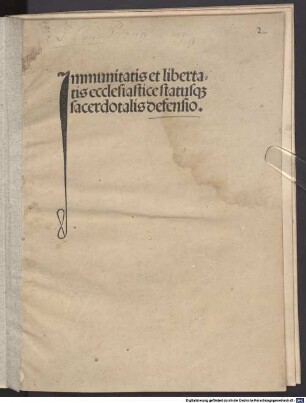 2
Immunitatis et liberta-
tis ecclesiastice statusqꝫ
sacerdotalis defensio.